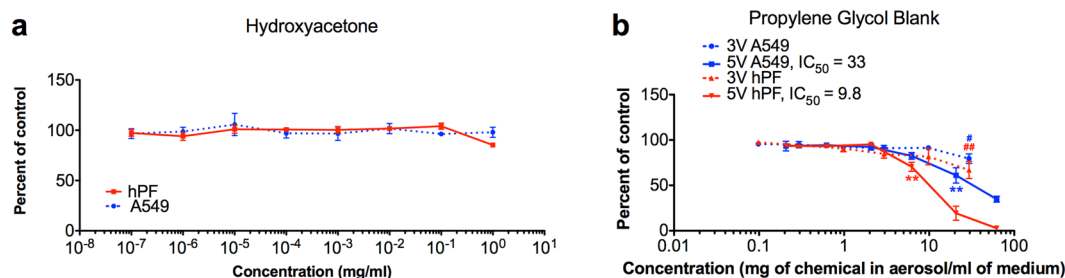 a
Hydroxyacetone
Percent of control
150
100
50
0
hPF
A549
10⁻⁸ 10⁻⁷ 10⁻⁶ 10⁻⁵ 10⁻⁴ 10⁻³ 10⁻² 10⁻¹ 10⁰ 10¹
Concentration (mg/ml)
b
Propylene Glycol Blank
3V A549
5V A549, IC₅₀ = 33
3V hPF
5V hPF, IC₅₀ = 9.8
Percent of control
150
100
50
0
#
##
**
**
0.01 0.1 1 10 100
Concentration (mg of chemical in aerosol/ml of medium)